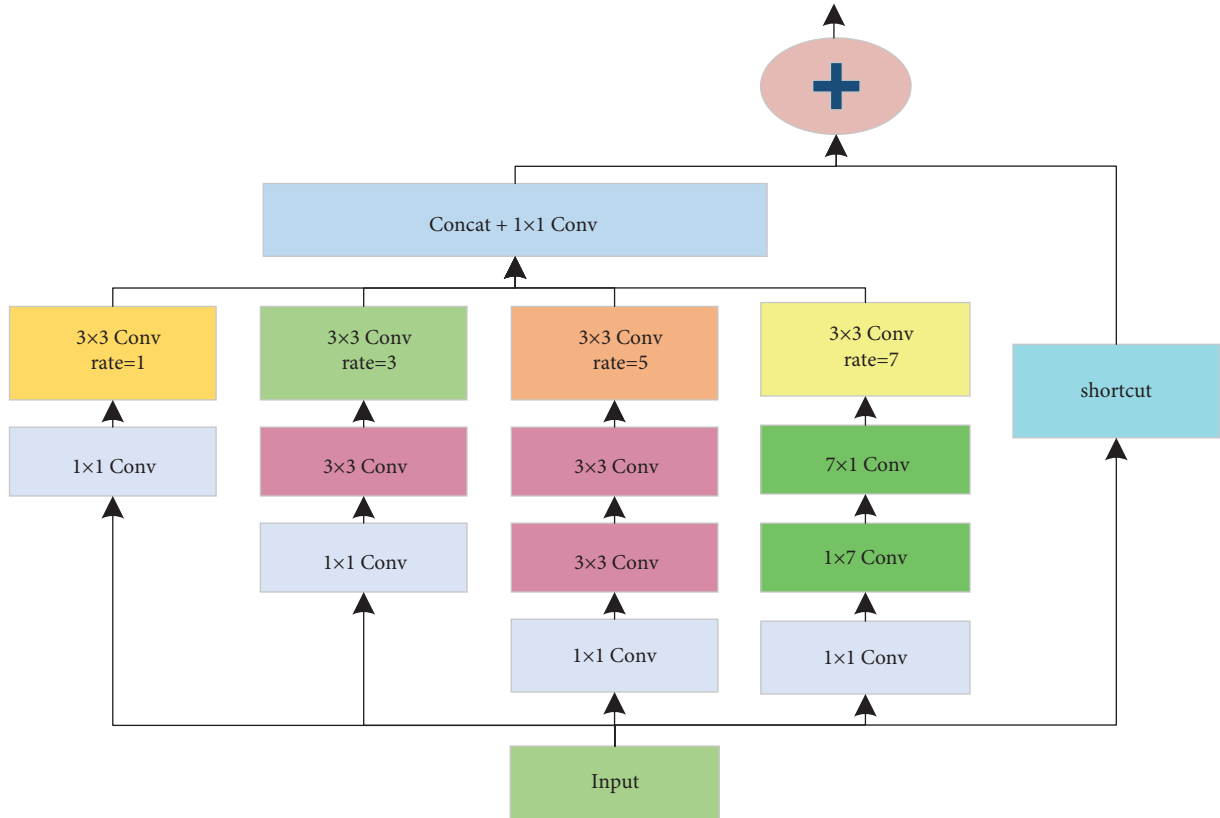 +
Concat + 1×1 Conv
3×3 Conv
rate=1
3×3 Conv
rate=3
3×3 Conv
rate=5
3×3 Conv
rate=7
shortcut
1×1 Conv
3×3 Conv
3×3 Conv
7×1 Conv
1×1 Conv
3×3 Conv
1×7 Conv
1×1 Conv
1×1 Conv
Input